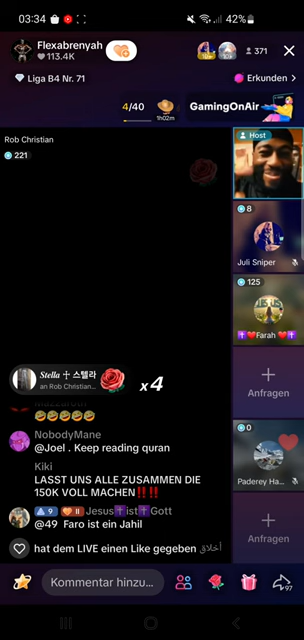 03:34
42%
Flexabrenyah
113.4K
371
Liga B4 Nr. 71
Erkunden >
4/40
1h02m
GamingOnAir
Rob Christian
221
Host
8
Juli Sniper
125
Farah
Anfragen
0
Paderey Ha...
Anfragen
Stella 스텔라
an Rob Christian...
x4
NobodyMane
@Joel . Keep reading quran
Kiki
LASST UNS ALLE ZUSAMMEN DIE
150K VOLL MACHEN‼️‼️
9 II Jesus✝️ist✝️Gott
@49 Faro ist ein Jahil
hat dem LIVE einen Like gegeben أخلاق
Kommentar hinzu...
97